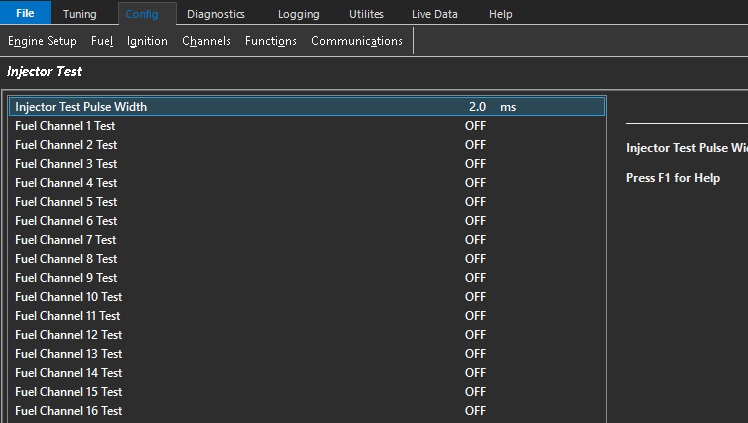 File Tuning Config Diagnostics Logging Utilites Live Data Help
Engine Setup Fuel Ignition Channels Functions Communications
Injector Test
Injector Test Pulse Width 2.0 ms
Fuel Channel 1 Test OFF
Fuel Channel 2 Test OFF
Fuel Channel 3 Test OFF
Fuel Channel 4 Test OFF
Fuel Channel 5 Test OFF
Fuel Channel 6 Test OFF
Fuel Channel 7 Test OFF
Fuel Channel 8 Test OFF
Fuel Channel 9 Test OFF
Fuel Channel 10 Test OFF
Fuel Channel 11 Test OFF
Fuel Channel 12 Test OFF
Fuel Channel 13 Test OFF
Fuel Channel 14 Test OFF
Fuel Channel 15 Test OFF
Fuel Channel 16 Test OFF
Injector Test Pulse
Press F1 for Help